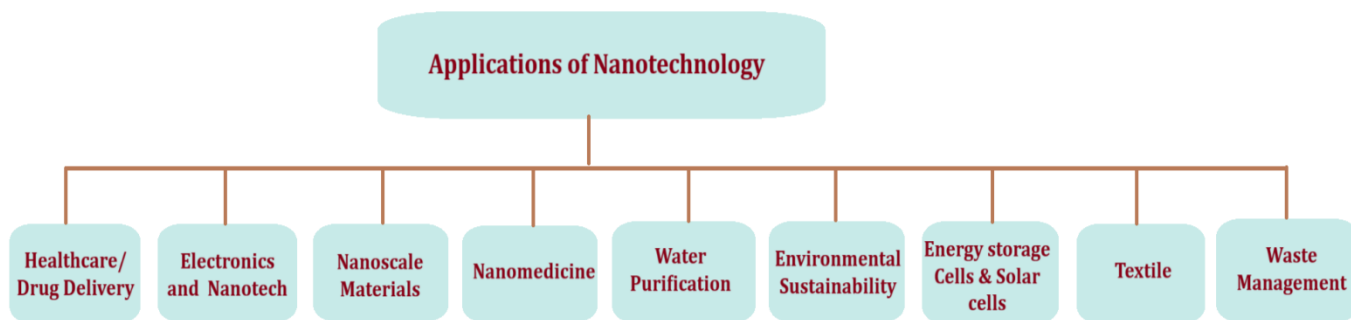 Applications of Nanotechnology
Healthcare/
Drug Delivery
Electronics
and Nanotech
Nanoscale
Materials
Nanomedicine
Water
Purification
Environmental
Sustainability
Energy storage
Cells & Solar
cells
Textile
Waste
Management